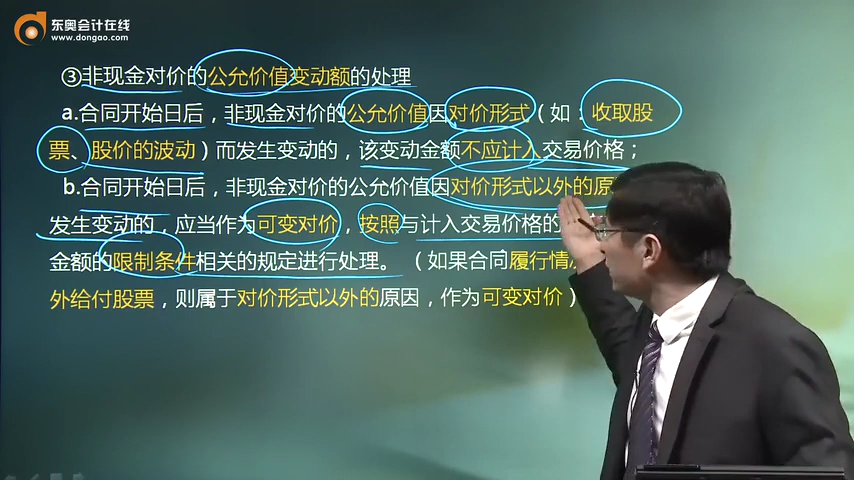 东奥会计在线
www.dongao.com
③非现金对价的公允价值变动额的处理
a.合同开始日后，非现金对价的公允价值因对价形式（如：收取股
票、股价的波动）而发生变动的，该变动金额不应计入交易价格；
b.合同开始日后，非现金对价的公允价值因对价形式以外的原
发生变动的，应当作为可变对价，按照与计入交易价格的
金额的限制条件相关的规定进行处理。（如果合同履行情
外给付股票，则属于对价形式以外的原因，作为可变对价）